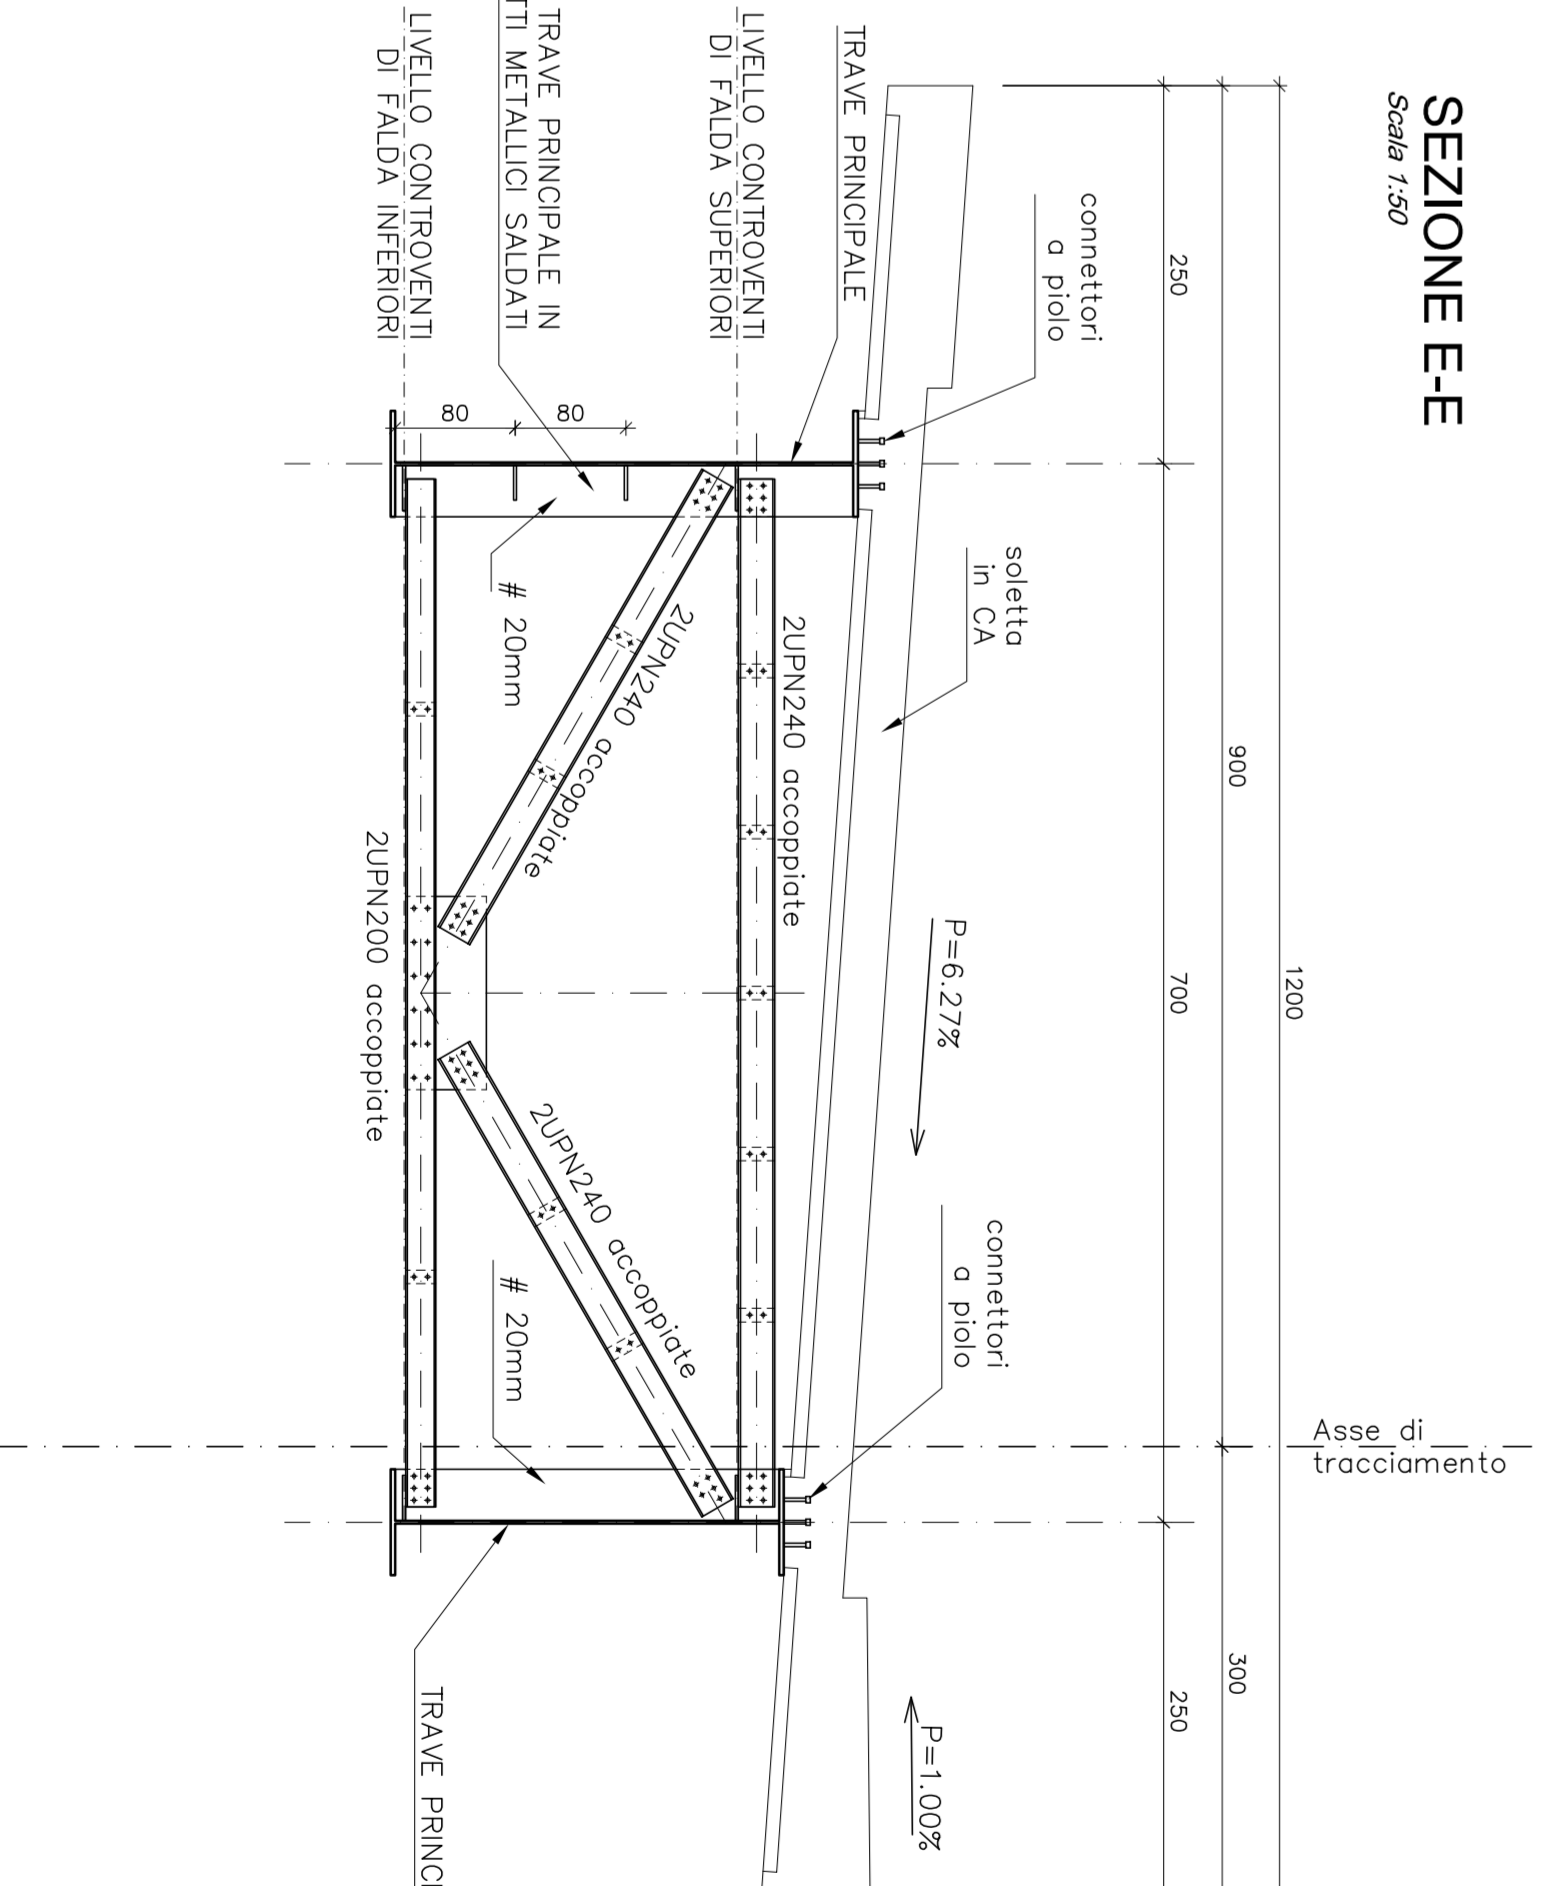 SEZIONE E-E
Scala 1:50
1200
900
300
250
700
250
Asse di
tracciamento
connettori
a piolo
soletta
in CA
P=6.27%
connettori
a piolo
P=1.00%
TRAVE PRINCIPALE
LIVELLO CONTROVENTI
DI FALDA SUPERIORI
2UPN240 accoppiate
2UPN240 accoppiate
2UPN240 accoppiate
TRAVE PRINCIPALE IN
TTI METALLICI SALDATI
80
80
# 20mm
# 20mm
LIVELLO CONTROVENTI
DI FALDA INFERIORI
2UPN200 accoppiate
TRAVE PRINCI